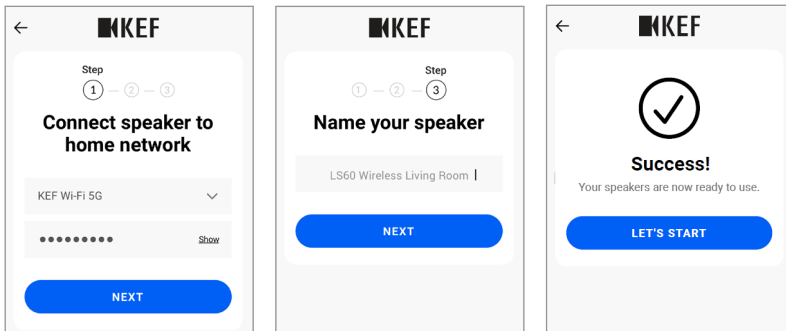 KEF
Step
1 2 3
Connect speaker to
home network
KEF Wi-Fi 5G
Show
NEXT
KEF
Step
1 2 3
Name your speaker
LS60 Wireless Living Room
NEXT
KEF
Success!
Your speakers are now ready to use.
LET'S START